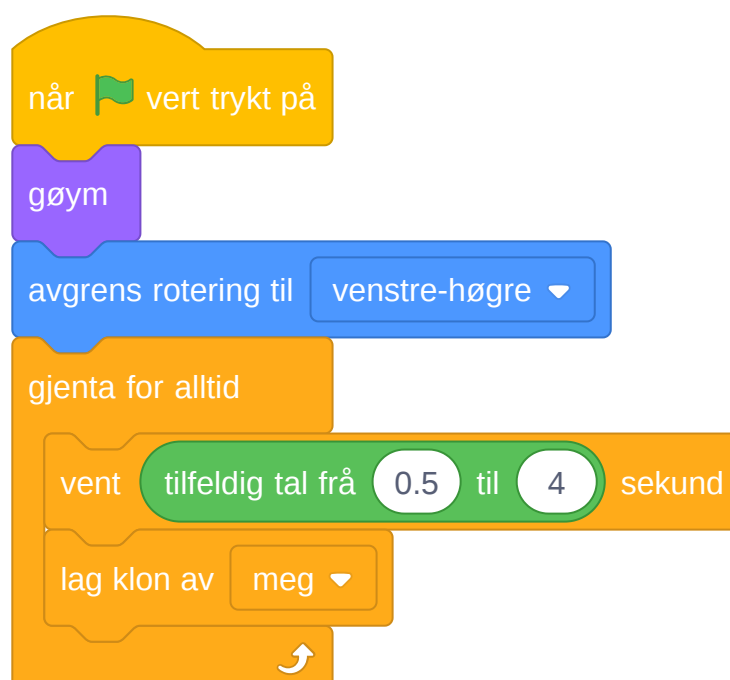 når vert trykt på
gøym
avgrens rotering til venstre-høgre
gjenta for alltid
vent tilfeldig tal frå 0.5 til 4 sekund
lag klon av meg